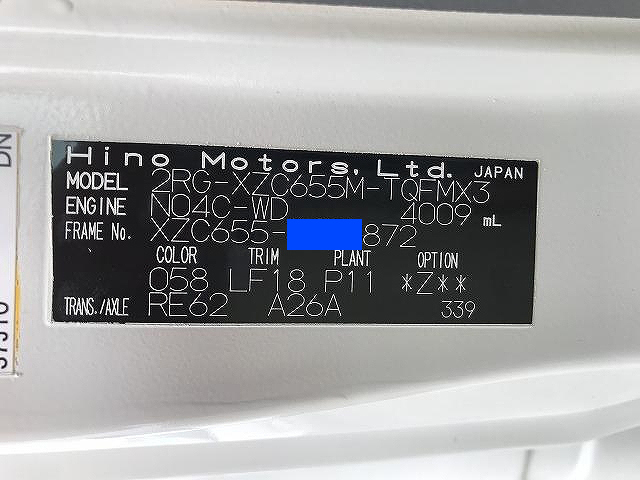 Hino Motors, Ltd. JAPAN
MODEL 2RG-XZC655M-TQFMX3
ENGINE N04C-WD 4009 mL
FRAME No. XZC655- 872
COLOR TRIM PLANT OPTION
058 LF18 P11 *Z**
TRANS./AXLE RE62 A26A 339
DN